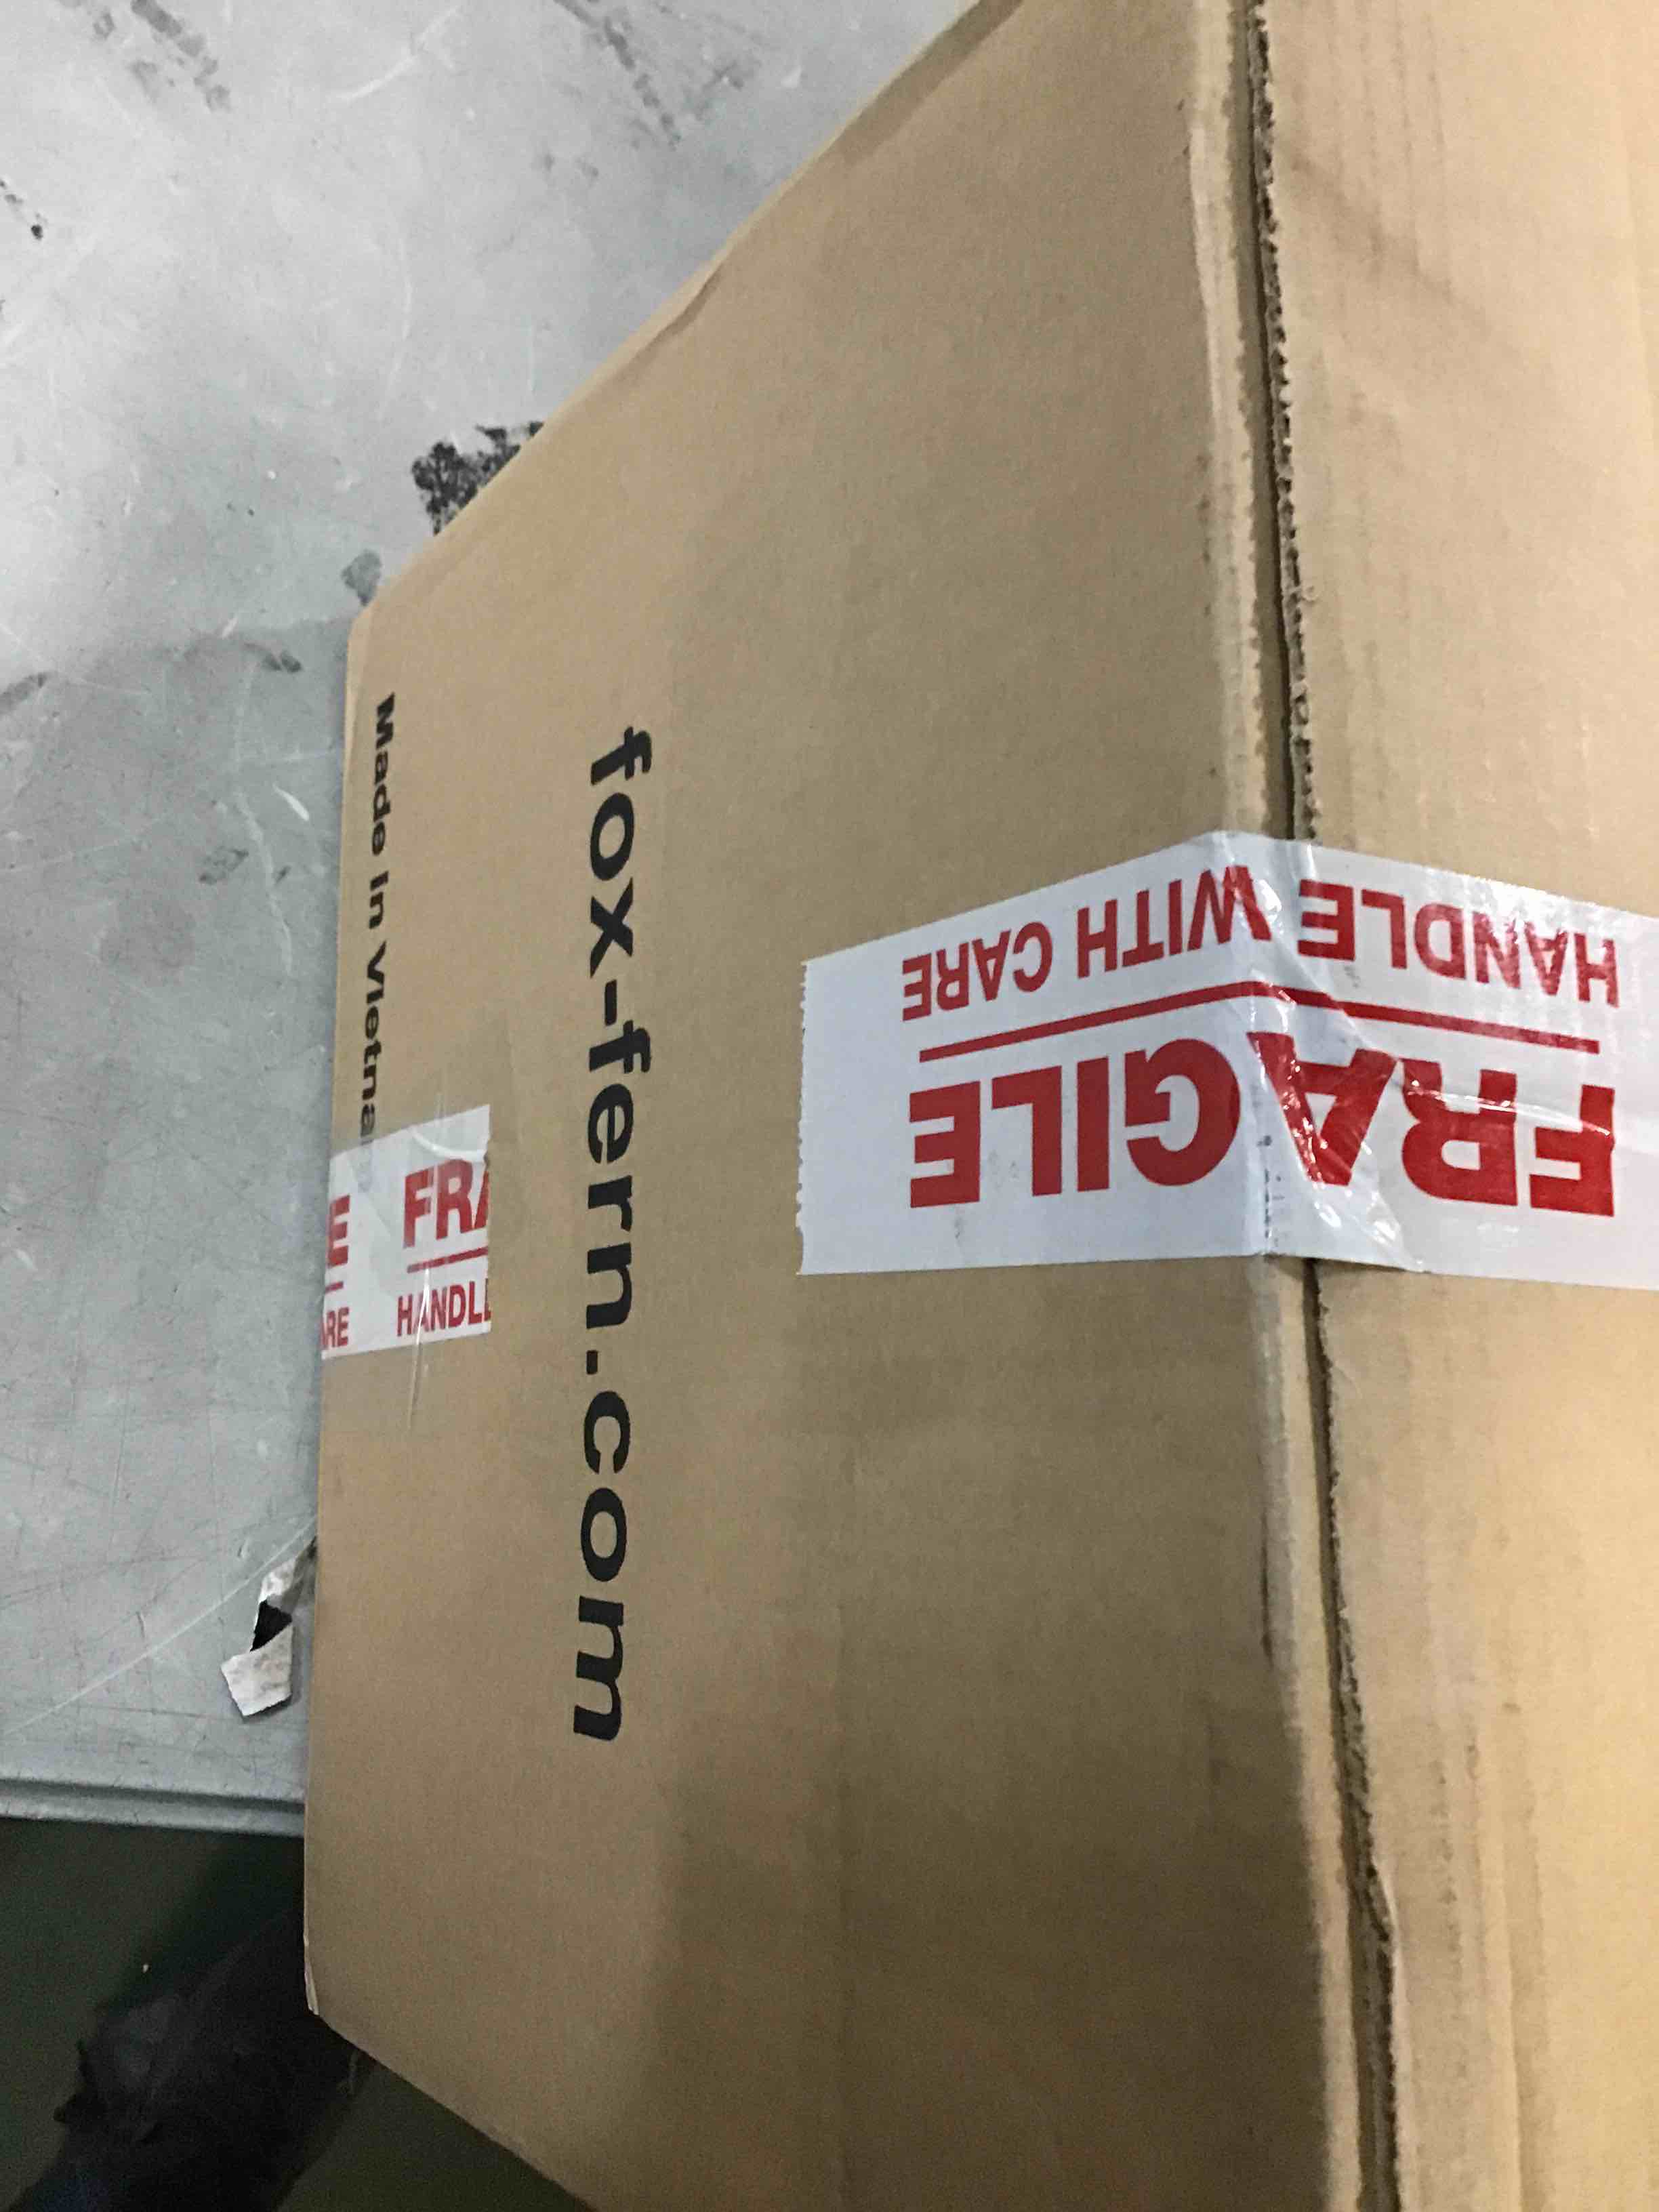 fox-fern.com
Made In Vietna
FRAGILE
HANDLE WITH CARE
FRA
HANDL
E
ARE